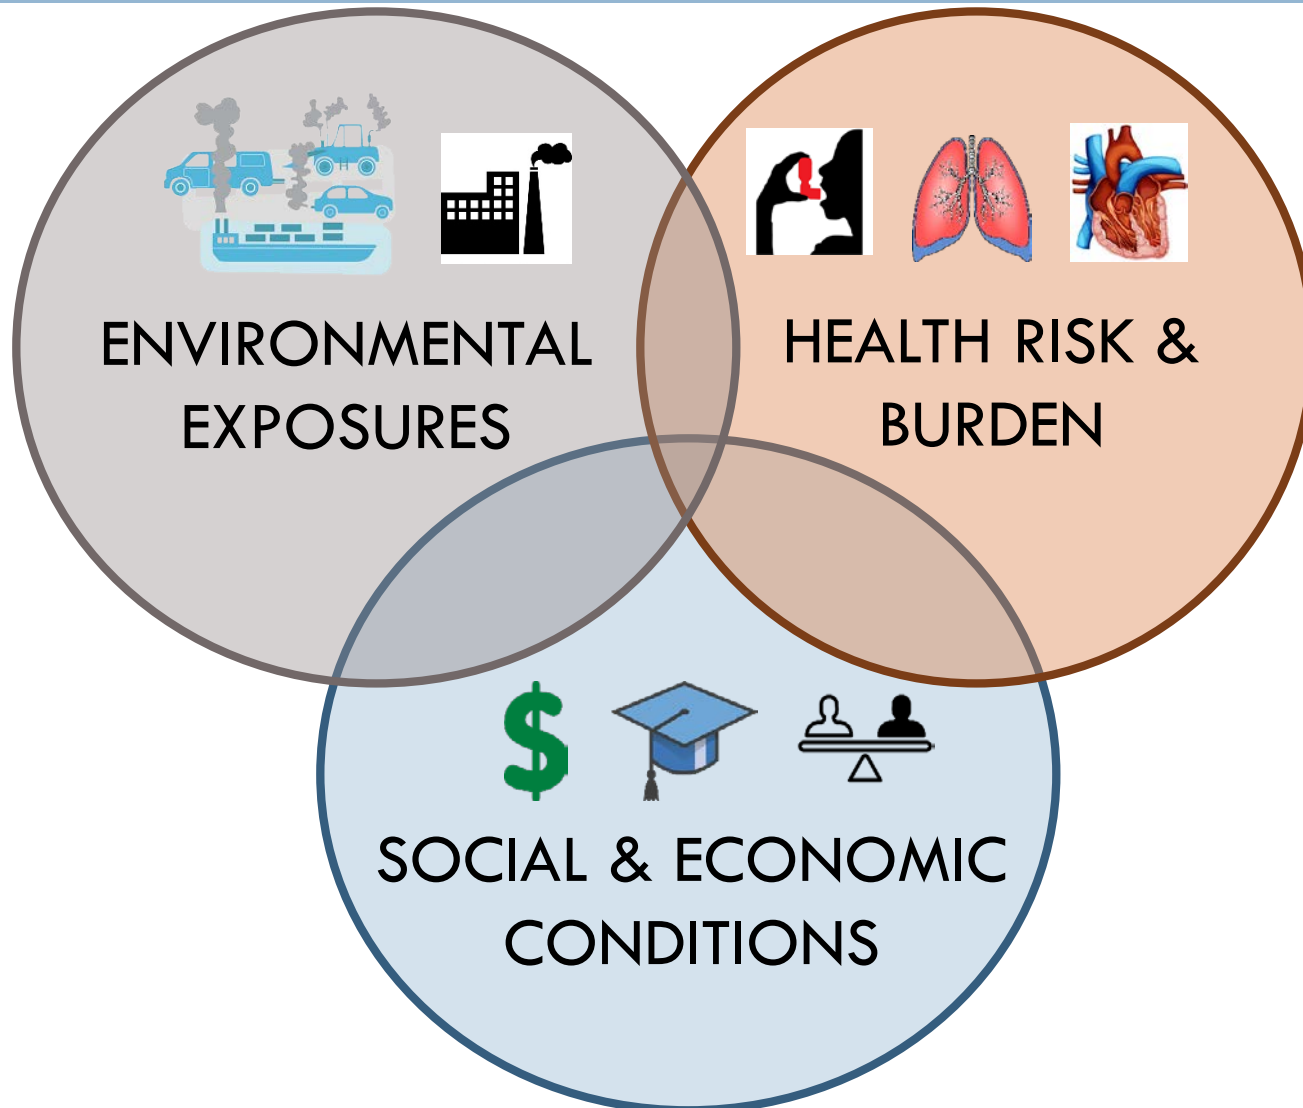 ENVIRONMENTAL
EXPOSURES
HEALTH RISK &
BURDEN
$
SOCIAL & ECONOMIC
CONDITIONS